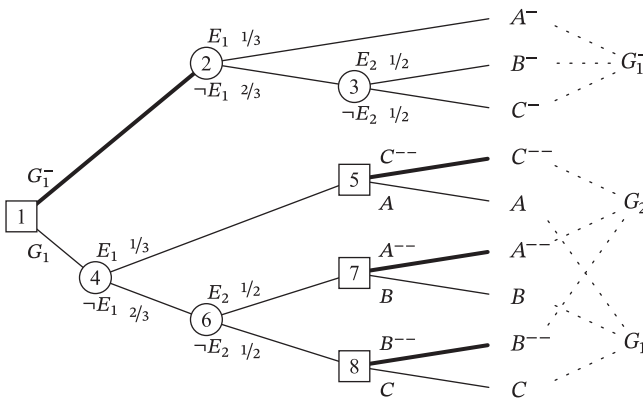 E₁ 1/3
2
¬E₁ 2/3
E₂ 1/2
3
¬E₂ 1/2
A⁻
B⁻
C⁻
G₁⁻
G₁⁻
1
G₁
E₁ 1/3
4
¬E₁ 2/3
E₂ 1/2
6
¬E₂ 1/2
5
C⁻⁻
A
7
A⁻⁻
B
8
B⁻⁻
C
C⁻⁻
A
A⁻⁻
B
B⁻⁻
C
G₂
G₁